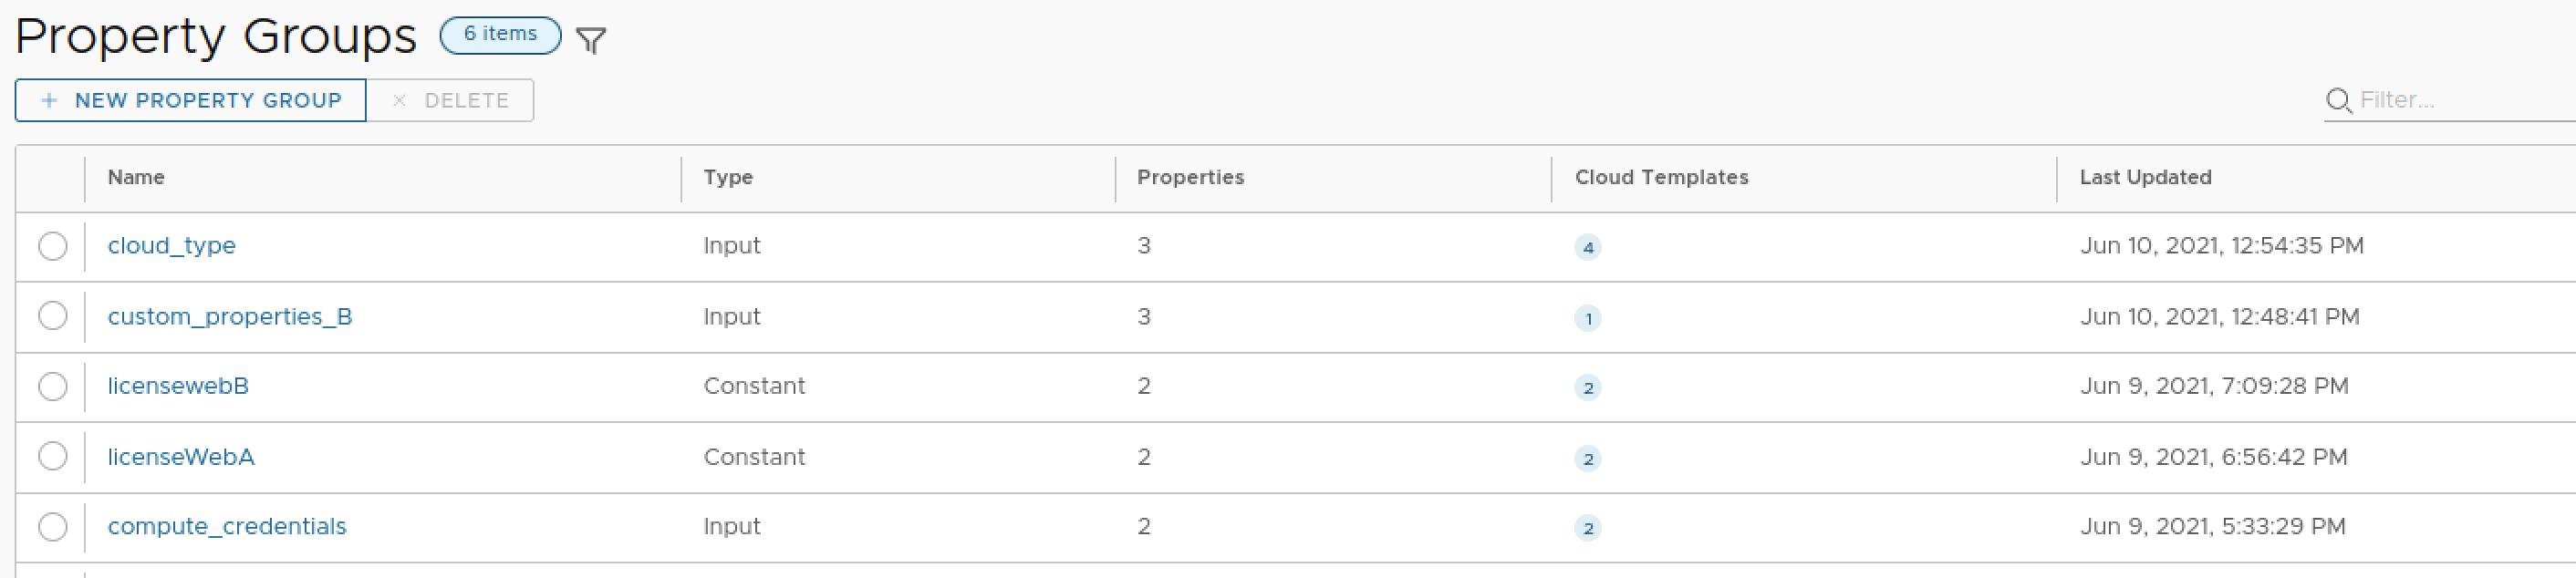 Property Groups 6 items
+ NEW PROPERTY GROUP × DELETE Filter...
Name Type Properties Cloud Templates Last Updated
cloud_type Input 3 4 Jun 10, 2021, 12:54:35 PM
custom_properties_B Input 3 1 Jun 10, 2021, 12:48:41 PM
licensewebB Constant 2 2 Jun 9, 2021, 7:09:28 PM
licenseWebA Constant 2 2 Jun 9, 2021, 6:56:42 PM
compute_credentials Input 2 2 Jun 9, 2021, 5:33:29 PM